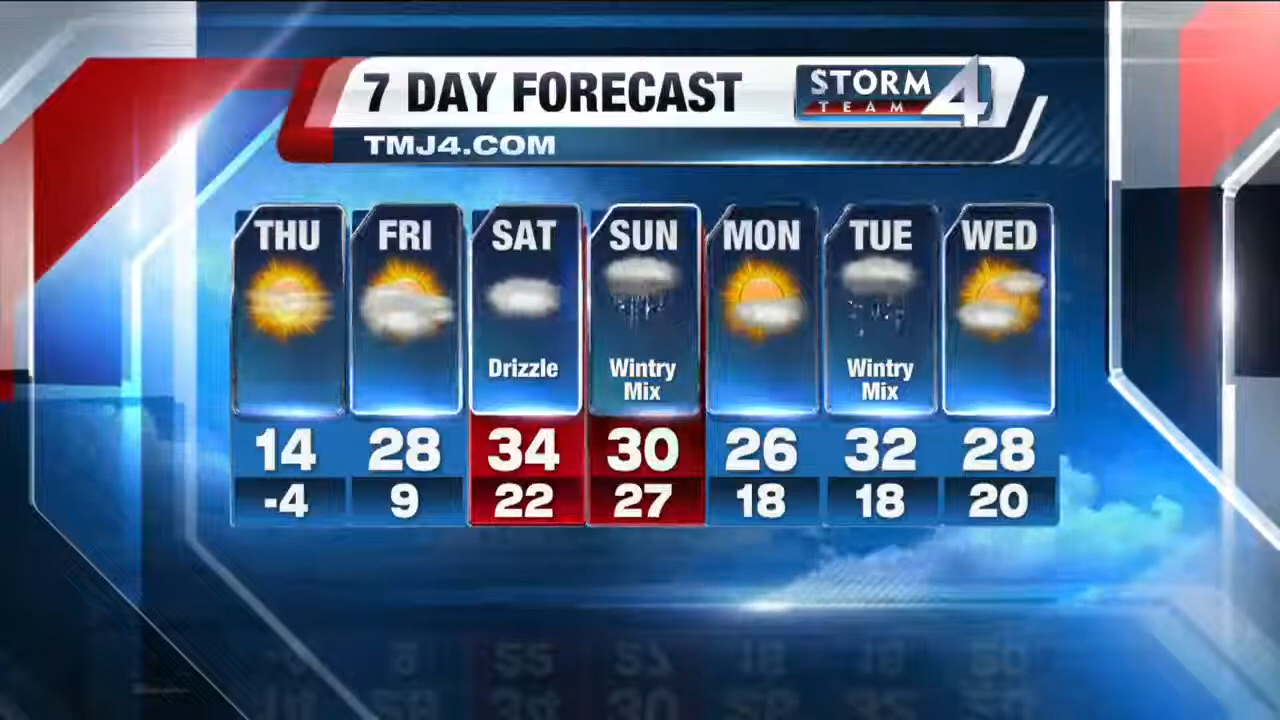 7 DAY FORECAST
STORM 4
TEAM
TMJ4.COM
THU FRI SAT SUN MON TUE WED
Drizzle Wintry Mix Wintry Mix
14 28 34 30 26 32 28
-4 9 22 27 18 18 20